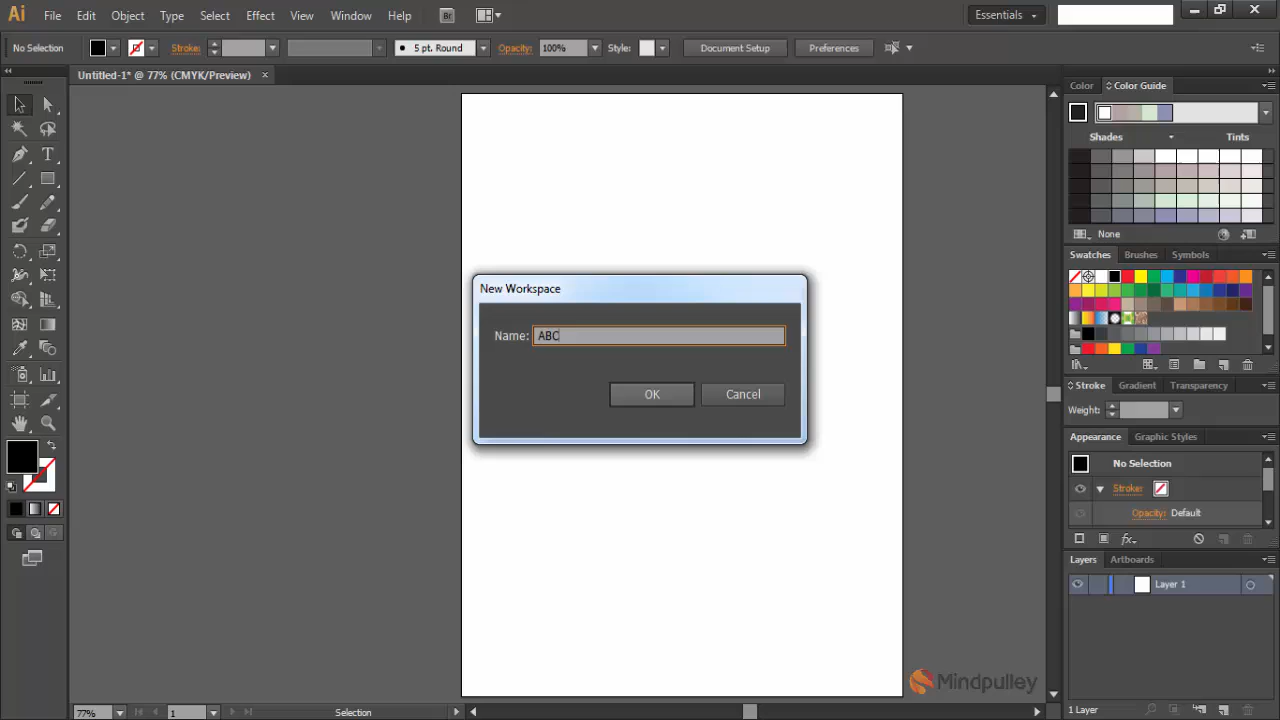 Ai File Edit Object Type Select Effect View Window Help Br Essentials
No Selection Stroke: 5 pt. Round Opacity: 100% Style: Document Setup Preferences
Untitled-1* @ 77% (CMYK/Preview)
Color Color Guide
Shades Tints
None
Swatches Brushes Symbols
New Workspace
Name: ABC
OK Cancel
Stroke Gradient Transparency
Weight:
Appearance Graphic Styles
No Selection
Stroke:
Opacity: Default
fx
Layers Artboards
Layer 1
Mindpulley
77% 1 Selection
1 Layer